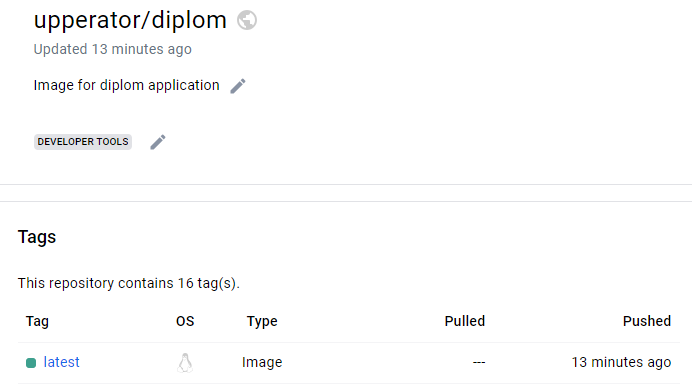 upperator/diplom
Updated 13 minutes ago
Image for diplom application
DEVELOPER TOOLS
Tags
This repository contains 16 tag(s).
Tag OS Type Pulled Pushed
latest Image --- 13 minutes ago